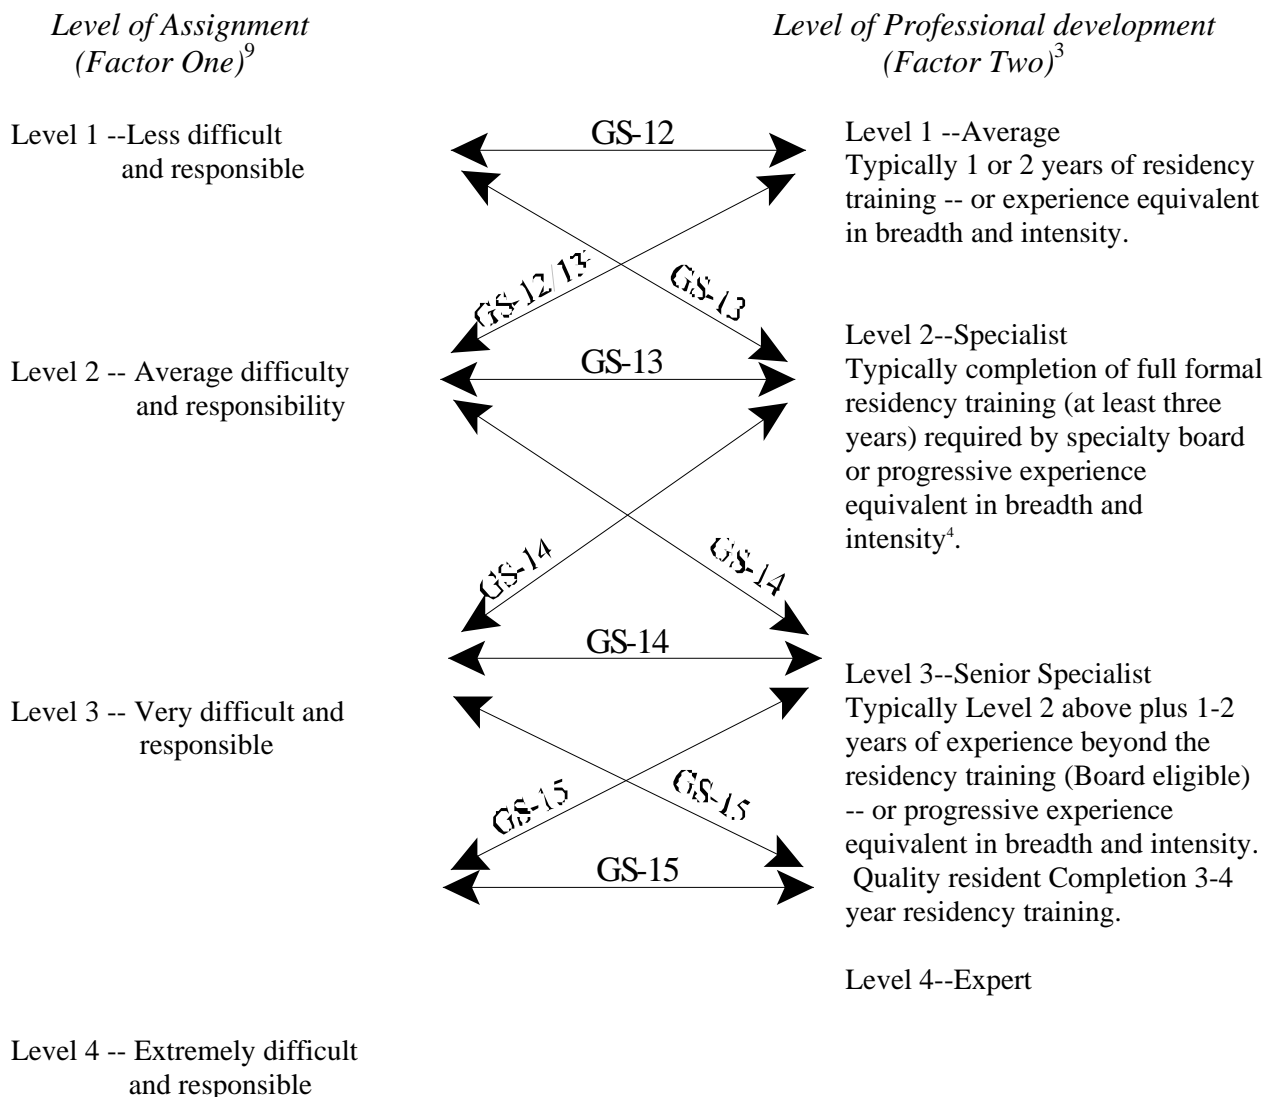 Level of Assignment
(Factor One)9
Level of Professional development
(Factor Two)3
Level 1 --Less difficult
and responsible
GS-12
Level 1 --Average
Typically 1 or 2 years of residency
training -- or experience equivalent
in breadth and intensity.
GS-12/13
GS-13
Level 2 -- Average difficulty
and responsibility
GS-13
Level 2--Specialist
Typically completion of full formal
residency training (at least three
years) required by specialty board
or progressive experience
equivalent in breadth and
intensity4.
GS-14
GS-14
GS-14
Level 3 -- Very difficult and
responsible
Level 3--Senior Specialist
Typically Level 2 above plus 1-2
years of experience beyond the
residency training (Board eligible)
-- or progressive experience
equivalent in breadth and intensity.
Quality resident Completion 3-4
year residency training.
GS-15
GS-15
GS-15
Level 4--Expert
Level 4 -- Extremely difficult
and responsible